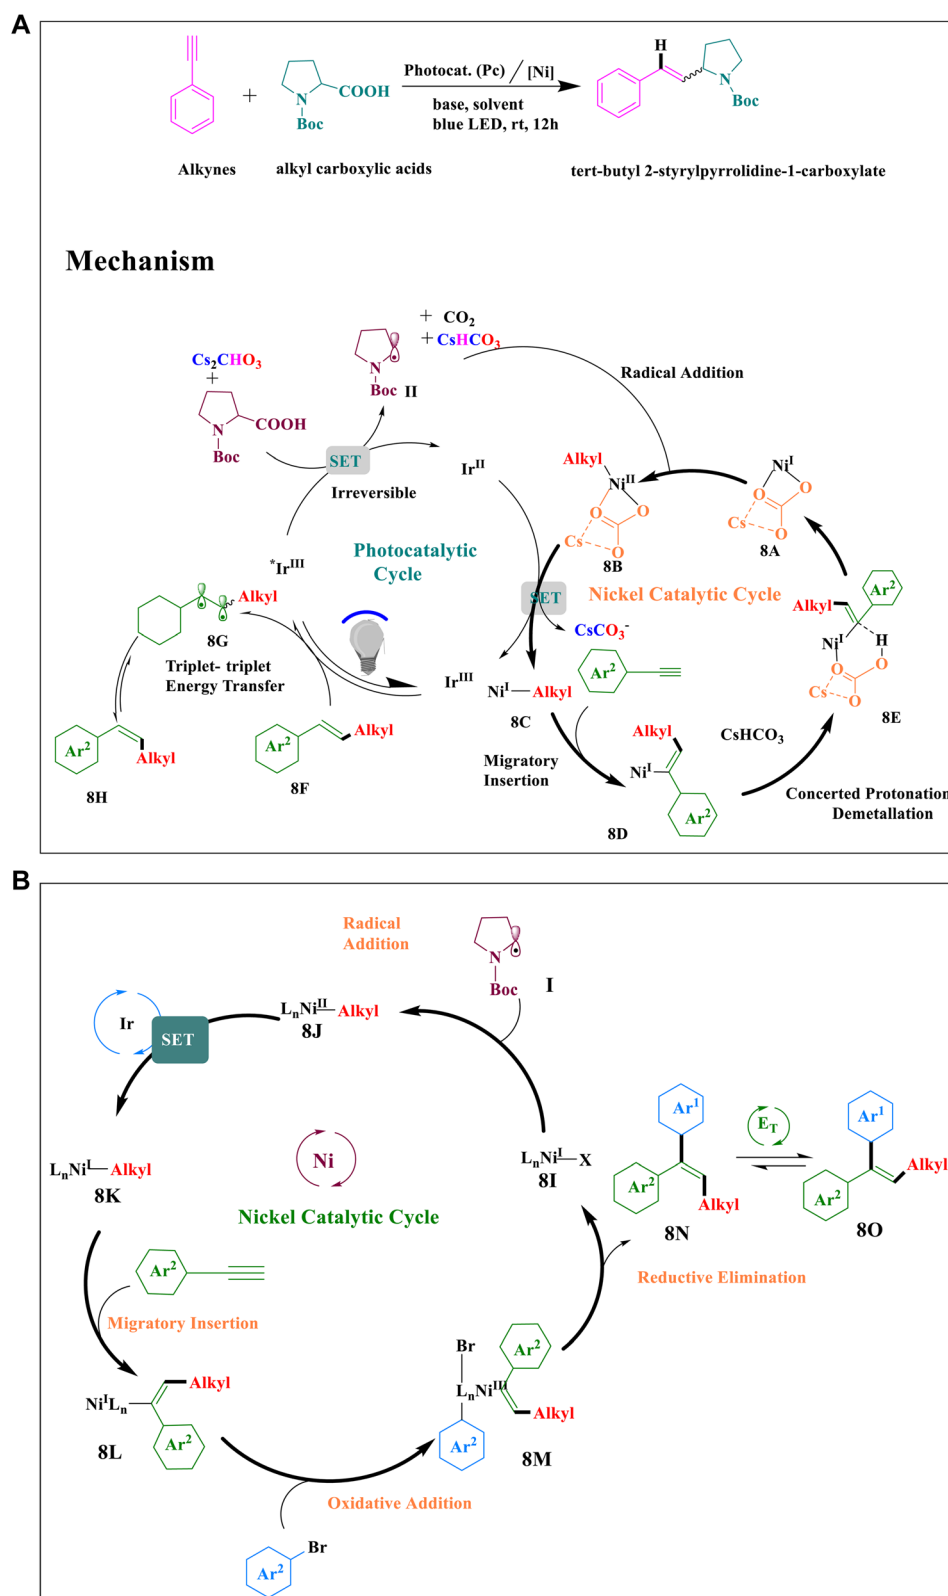 A
Alkynes
+
N
Boc
COOH
alkyl carboxylic acids
Photocat. (Pc) / [Ni]
base, solvent
blue LED, rt, 12h
H
N
Boc
tert-butyl 2-styrylpyrrolidine-1-carboxylate
Mechanism
Cs2CHO3
+
N
COOH
Boc
N
Boc
II
+ CO2
+ CsHCO3
Radical Addition
SET
Irreversible
IrII
*IrIII
Photocatalytic
Cycle
Alkyl
NiII
O
O
Cs
O
8B
NiI
O
O
Cs
O
8A
SET
Nickel Catalytic Cycle
CsCO3-
Alkyl
8G
Triplet- triplet
Energy Transfer
IrIII
NiI
Alkyl
8C
Ar2
Ar2
Alkyl
NiI
H
O
O
Cs
O
8E
Ar2
Alkyl
8H
Ar2
Alkyl
8F
Migratory
Insertion
Alkyl
NiI
Ar2
8D
CsHCO3
Concerted Protonation
Demetallation
B
Radical
Addition
N
Boc
I
LnNiII
Alkyl
8J
Ir
SET
LnNiI
Alkyl
8K
Ni
Nickel Catalytic Cycle
LnNiI
X
8I
Ar1
Ar2
Alkyl
8N
ET
Ar1
Ar2
Alkyl
8O
Reductive Elimination
Ar2
Migratory Insertion
NiILn
Alkyl
Ar2
8L
Br
Ar2
LnNiIII
Alkyl
Ar2
8M
Oxidative Addition
Ar2
Br